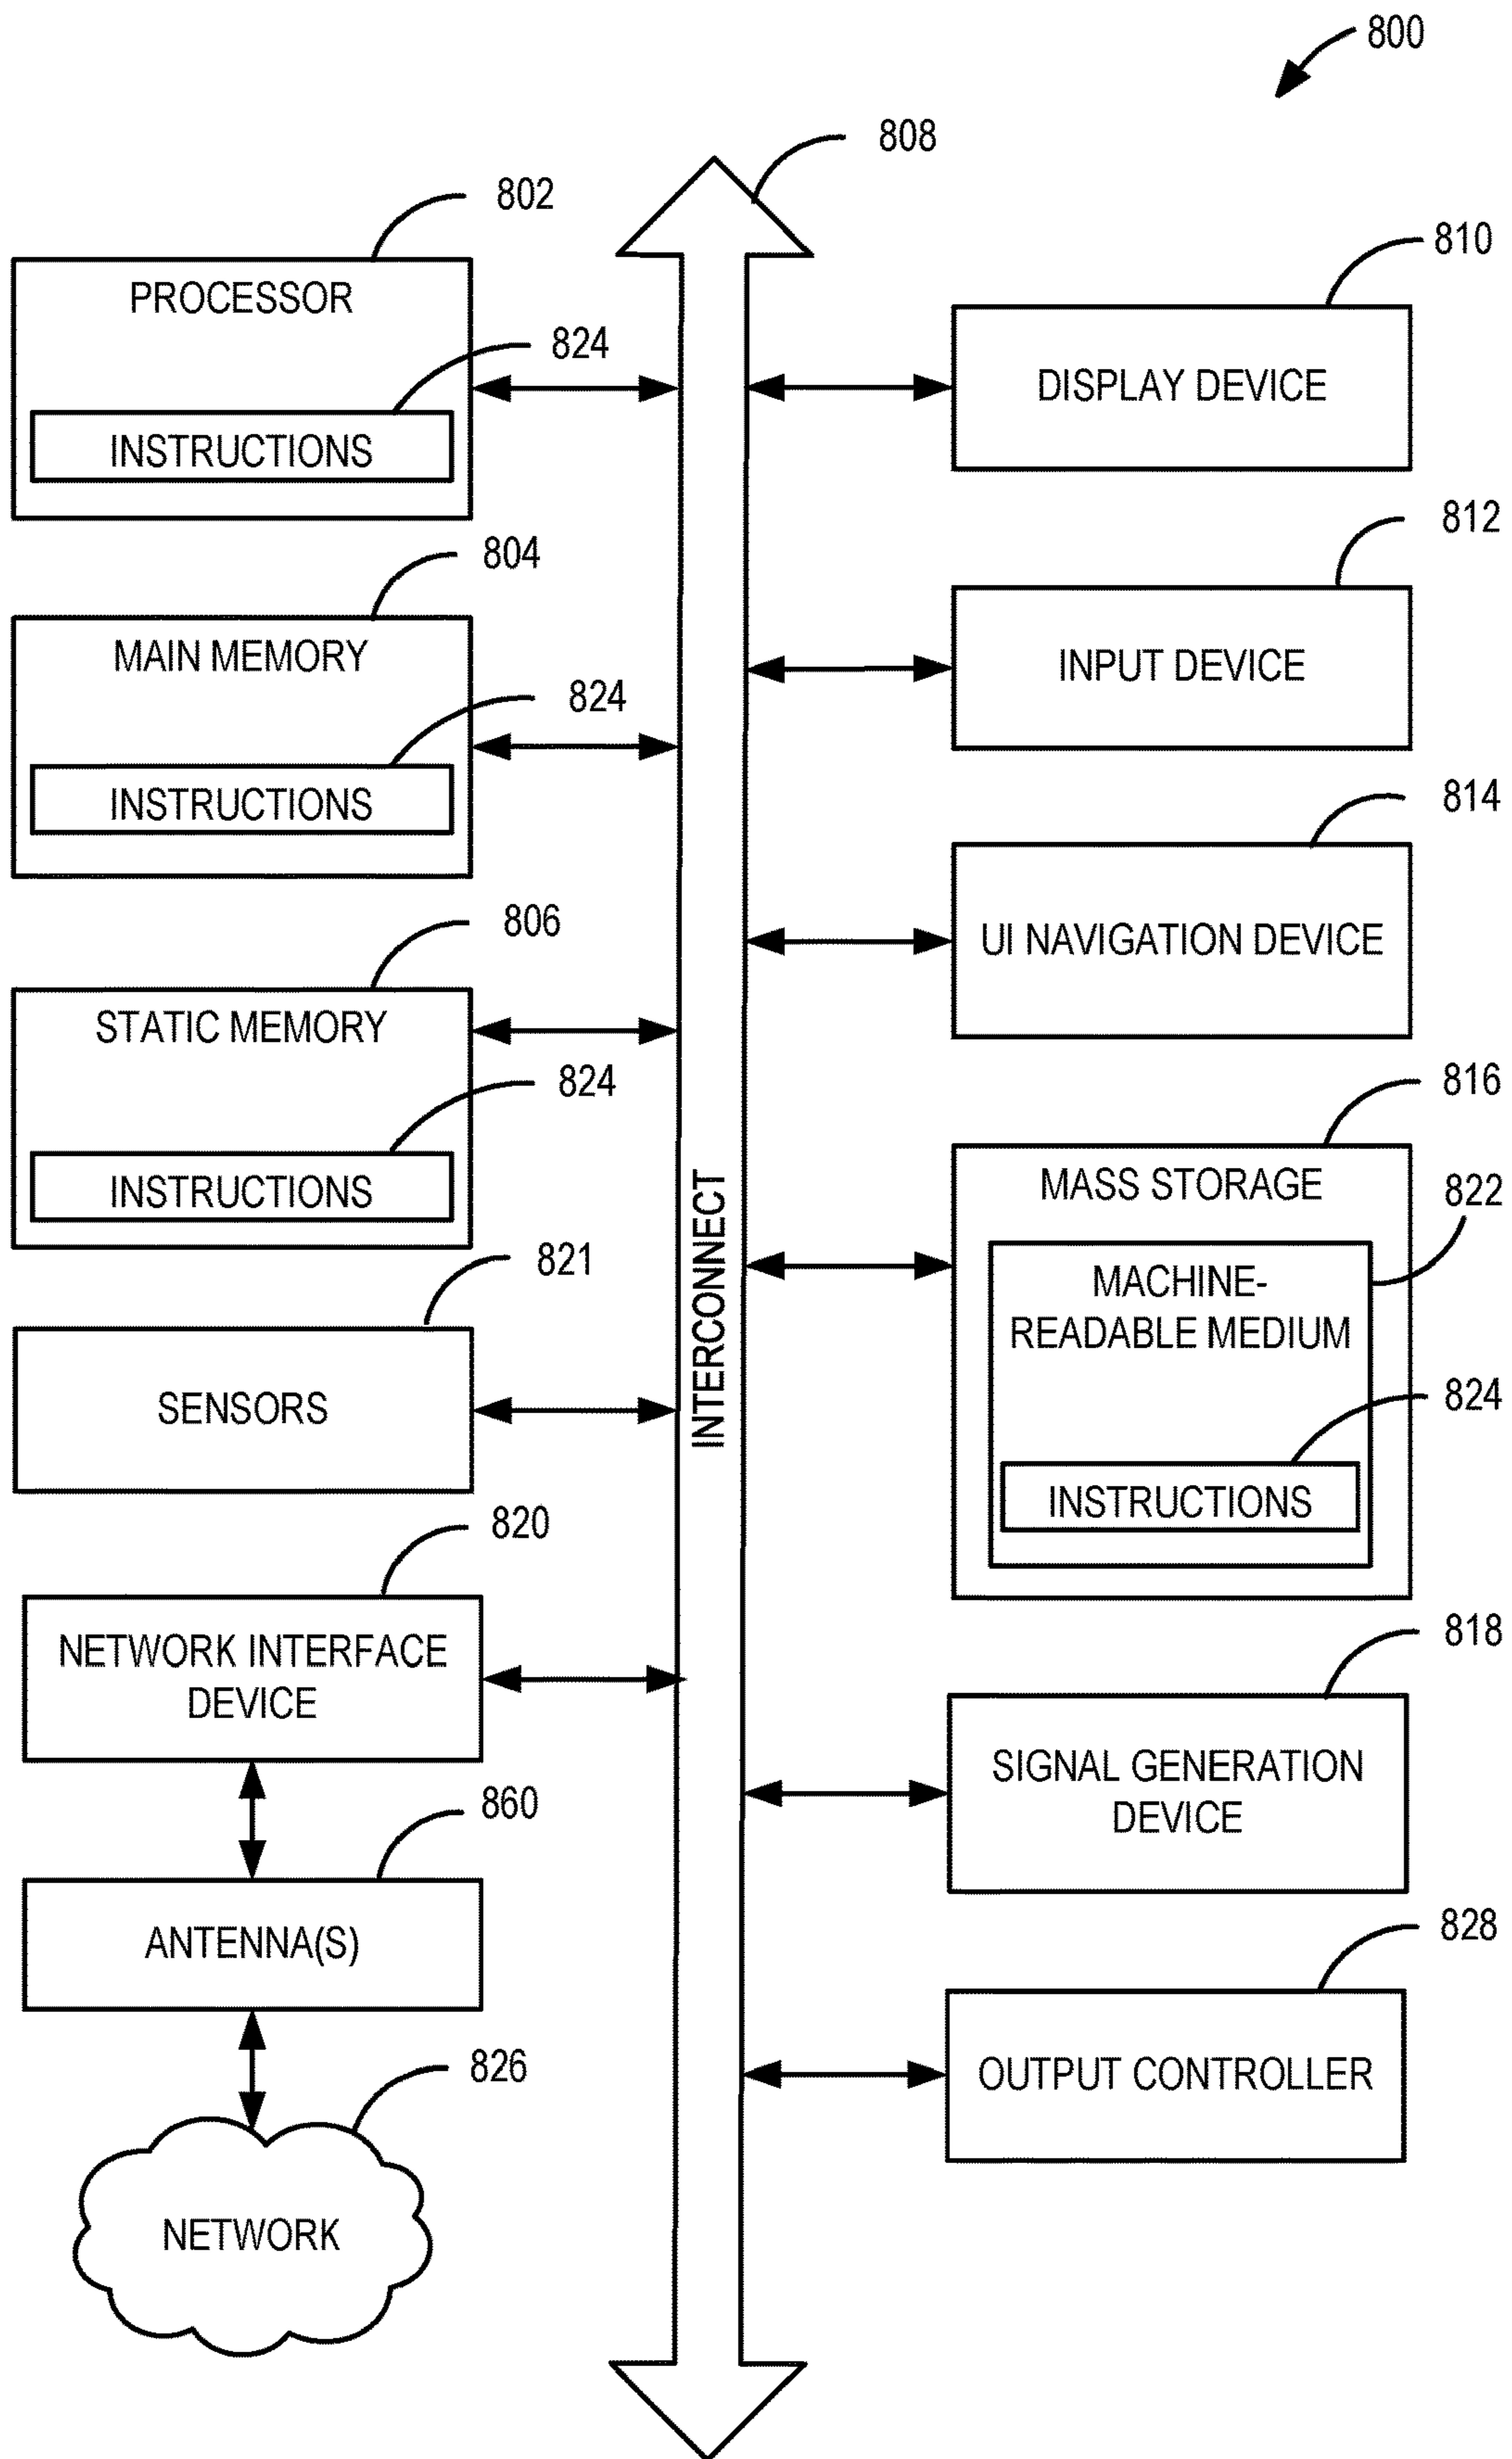 800
808
802
PROCESSOR
824
INSTRUCTIONS
804
MAIN MEMORY
824
INSTRUCTIONS
806
STATIC MEMORY
824
INSTRUCTIONS
821
SENSORS
820
NETWORK INTERFACE
DEVICE
860
ANTENNA(S)
826
NETWORK
INTERCONNECT
810
DISPLAY DEVICE
812
INPUT DEVICE
814
UI NAVIGATION DEVICE
816
MASS STORAGE
822
MACHINE-
READABLE MEDIUM
824
INSTRUCTIONS
818
SIGNAL GENERATION
DEVICE
828
OUTPUT CONTROLLER